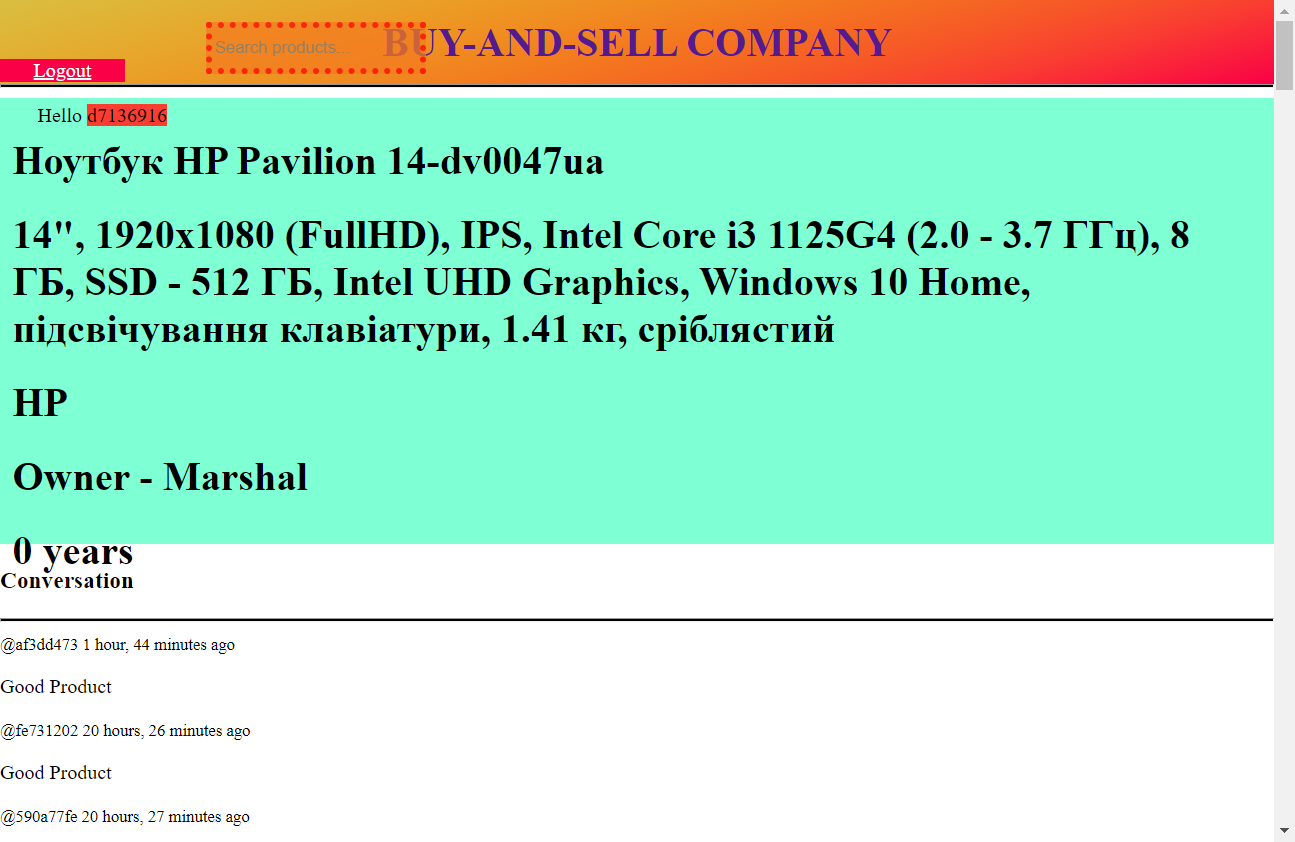 Search products...
BUY-AND-SELL COMPANY
Logout
Hello d7136916
Ноутбук HP Pavilion 14-dv0047ua
14", 1920x1080 (FullHD), IPS, Intel Core i3 1125G4 (2.0 - 3.7 ГГц), 8
ГБ, SSD - 512 ГБ, Intel UHD Graphics, Windows 10 Home,
підсвічування клавіатури, 1.41 кг, сріблястий
HP
Owner - Marshal
0 years
Conversation
@af3dd473 1 hour, 44 minutes ago
Good Product
@fe731202 20 hours, 26 minutes ago
Good Product
@590a77fe 20 hours, 27 minutes ago